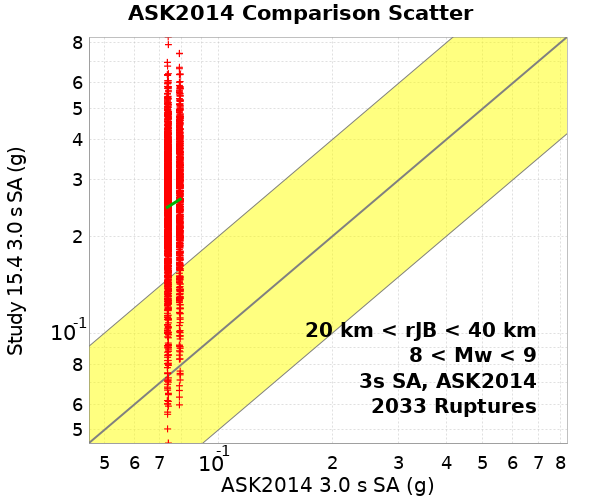 ASK2014 Comparison Scatter
8
6
5
4
3
2
10-1
8
6
5
Study 15.4 3.0 s SA (g)
20 km < rJB < 40 km
8 < Mw < 9
3s SA, ASK2014
2033 Ruptures
5 6 7 10-1 2 3 4 5 6 7 8
ASK2014 3.0 s SA (g)